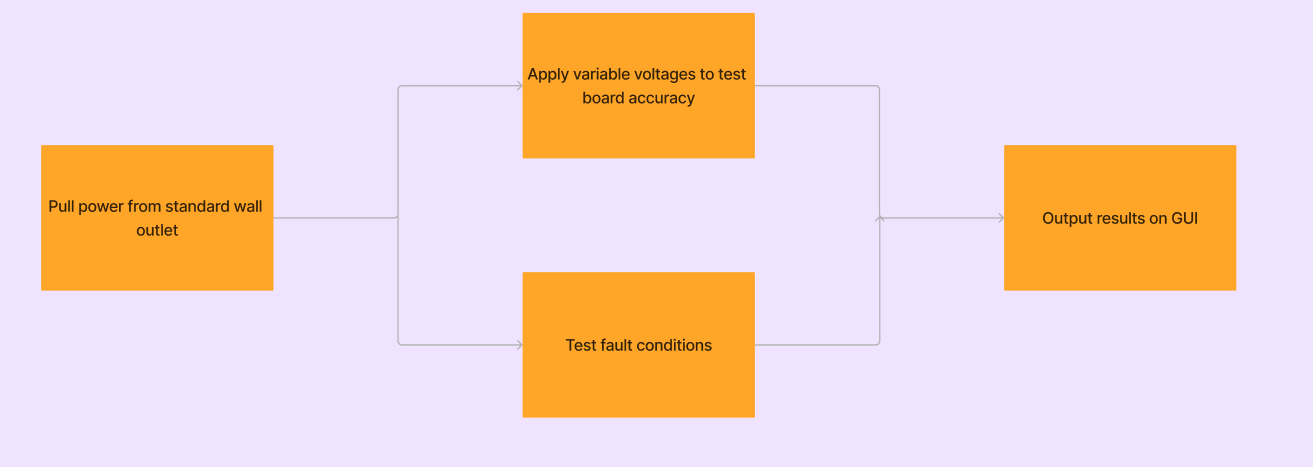 Pull power from standard wall
outlet
Apply variable voltages to test
board accuracy
Test fault conditions
Output results on GUI